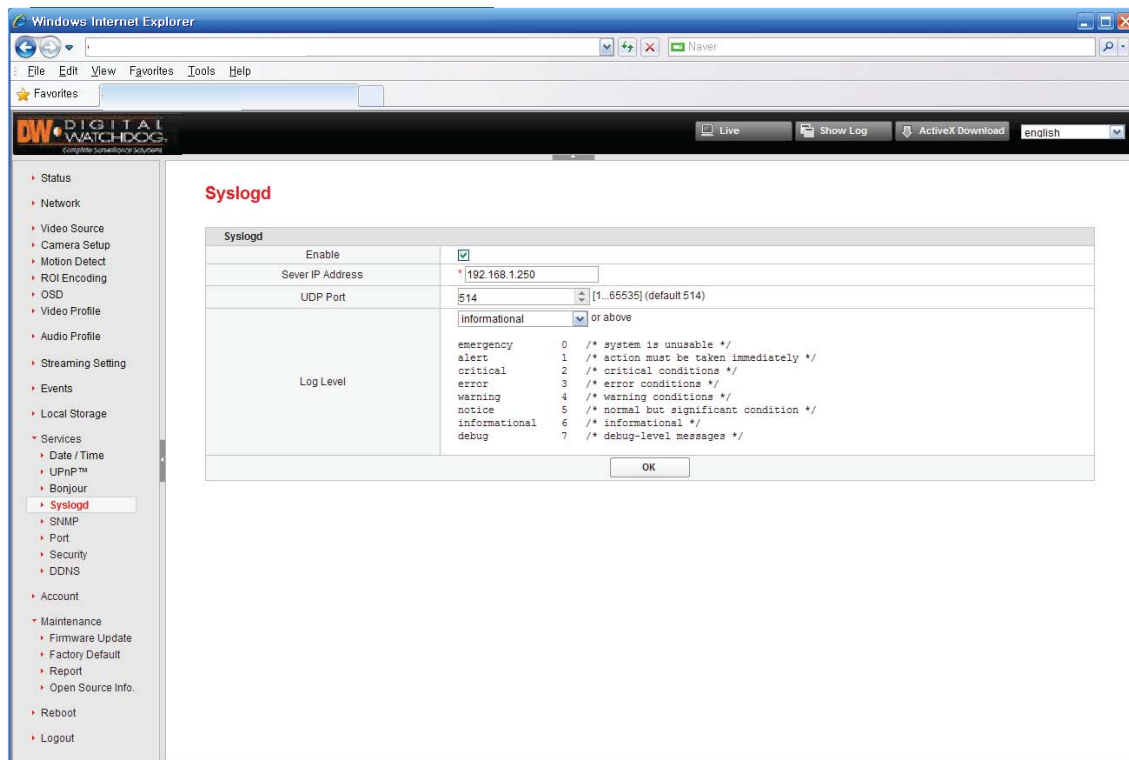 Windows Internet Explorer
Naver
File Edit View Favorites Tools Help
Favorites
DW DIGITAL WATCHDOG
Complete Surveillance Solutions
Live
Show Log
ActiveX Download
english
Status
Network
Video Source
Camera Setup
Motion Detect
ROI Encoding
OSD
Video Profile
Audio Profile
Streaming Setting
Events
Local Storage
Services
Date / Time
UPnP™
Bonjour
Syslogd
SNMP
Port
Security
DDNS
Account
Maintenance
Firmware Update
Factory Default
Report
Open Source Info.
Reboot
Logout
Syslogd
Syslogd
Enable
Sever IP Address * 192.168.1.250
UDP Port 514 [1...65535] (default 514)
Log Level
informational or above
emergency 0 /* system is unusable */
alert 1 /* action must be taken immediately */
critical 2 /* critical conditions */
error 3 /* error conditions */
warning 4 /* warning conditions */
notice 5 /* normal but significant condition */
informational 6 /* informational */
debug 7 /* debug-level messages */
OK